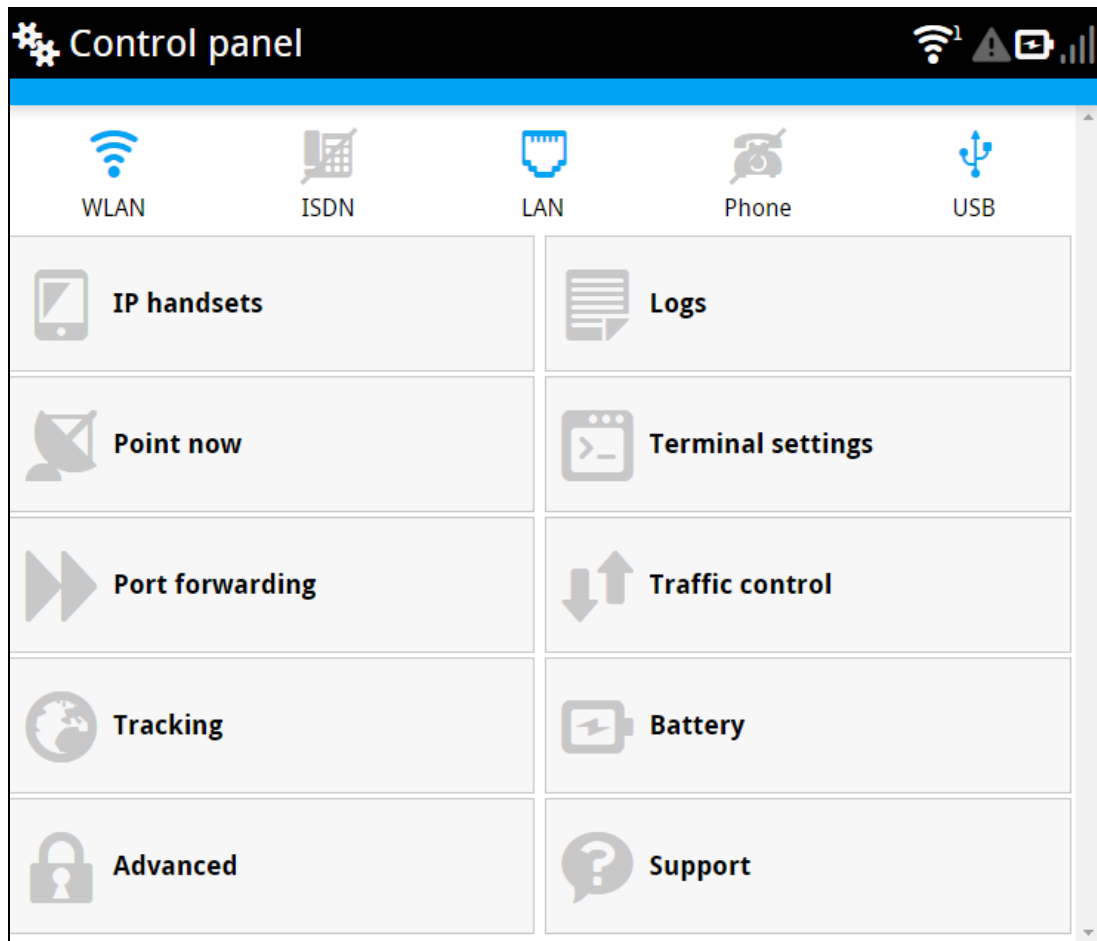 Control panel
1
WLAN ISDN LAN Phone USB
IP handsets Logs
Point now Terminal settings
Port forwarding Traffic control
Tracking Battery
Advanced Support